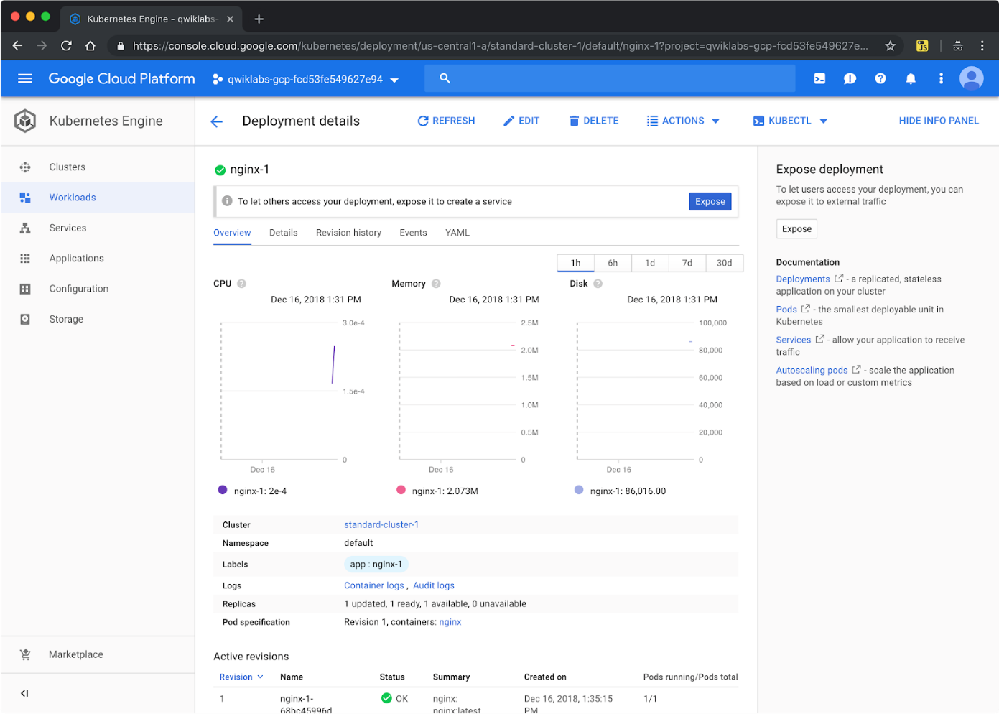 Kubernetes Engine - qwiklabs-
https://console.cloud.google.com/kubernetes/deployment/us-central1-a/standard-cluster-1/default/nginx-1?project=qwiklabs-gcp-fcd53fe549627e...
JS
Google Cloud Platform
qwiklabs-gcp-fcd53fe549627e94
Kubernetes Engine
Deployment details
REFRESH
EDIT
DELETE
ACTIONS
KUBECTL
HIDE INFO PANEL
Clusters
Workloads
Services
Applications
Configuration
Storage
Marketplace
nginx-1
To let others access your deployment, expose it to create a service
Expose
Overview
Details
Revision history
Events
YAML
1h
6h
1d
7d
30d
CPU
Dec 16, 2018 1:31 PM
3.0e-4
1.5e-4
0
Dec 16
nginx-1: 2e-4
Memory
Dec 16, 2018 1:31 PM
2.5M
2.0M
1.5M
1.0M
0.5M
0
Dec 16
nginx-1: 2.073M
Disk
Dec 16, 2018 1:31 PM
100,000
80,000
60,000
40,000
20,000
0
Dec 16
nginx-1: 86,016.00
Cluster standard-cluster-1
Namespace default
Labels app : nginx-1
Logs Container logs , Audit logs
Replicas 1 updated, 1 ready, 1 available, 0 unavailable
Pod specification Revision 1, containers: nginx
Active revisions
Revision Name Status Summary Created on Pods running/Pods total
1 nginx-1- OK nginx: Dec 16, 2018, 1:35:15 1/1
68bc45996d nginx:latest PM
Expose deployment
To let users access your deployment, you can
expose it to external traffic
Expose
Documentation
Deployments - a replicated, stateless
application on your cluster
Pods - the smallest deployable unit in
Kubernetes
Services - allow your application to receive
traffic
Autoscaling pods - scale the application
based on load or custom metrics